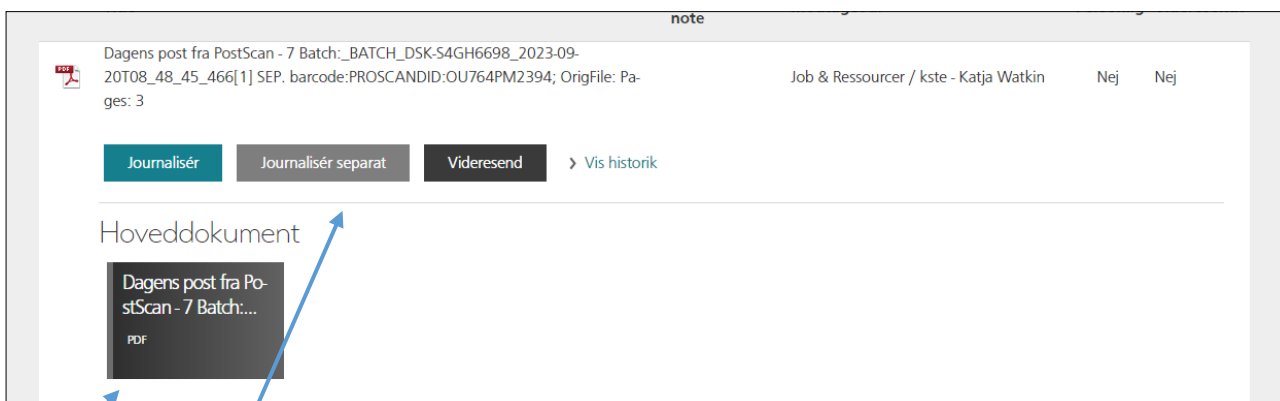 note
Dagens post fra PostScan - 7 Batch:_BATCH_DSK-S4GH6698_2023-09-
20T08_48_45_466[1] SEP. barcode:PROSCANDID:OU764PM2394; OrigFile: Pa-
ges: 3
Job & Ressourcer / kste - Katja Watkin
Nej
Nej
PDF
Journalisér
Journalisér separat
Videresend
Vis historik
Hoveddokument
Dagens post fra Po-
stScan - 7 Batch:...
PDF